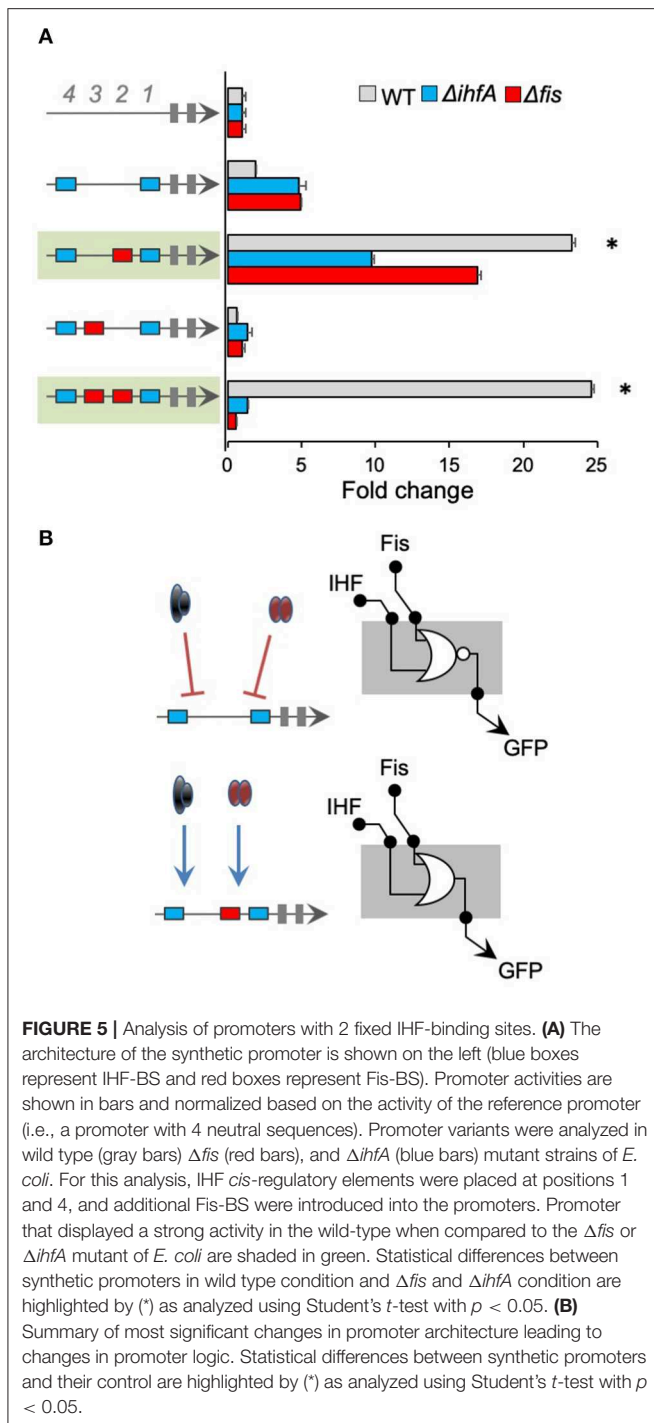 A
4 3 2 1
WT ΔihfA Δfis
*
*
0 5 10 15 20 25
Fold change
B
Fis
IHF
GFP
Fis
IHF
GFP
FIGURE 5 | Analysis of promoters with 2 fixed IHF-binding sites. (A) The
architecture of the synthetic promoter is shown on the left (blue boxes
represent IHF-BS and red boxes represent Fis-BS). Promoter activities are
shown in bars and normalized based on the activity of the reference promoter
(i.e., a promoter with 4 neutral sequences). Promoter variants were analyzed in
wild type (gray bars) Δfis (red bars), and ΔihfA (blue bars) mutant strains of E.
coli. For this analysis, IHF cis-regulatory elements were placed at positions 1
and 4, and additional Fis-BS were introduced into the promoters. Promoter
that displayed a strong activity in the wild-type when compared to the Δfis or
ΔihfA mutant of E. coli are shaded in green. Statistical differences between
synthetic promoters in wild type condition and Δfis and ΔihfA condition are
highlighted by (*) as analyzed using Student's t-test with p < 0.05. (B)
Summary of most significant changes in promoter architecture leading to
changes in promoter logic. Statistical differences between synthetic promoters
and their control are highlighted by (*) as analyzed using Student's t-test with p
< 0.05.